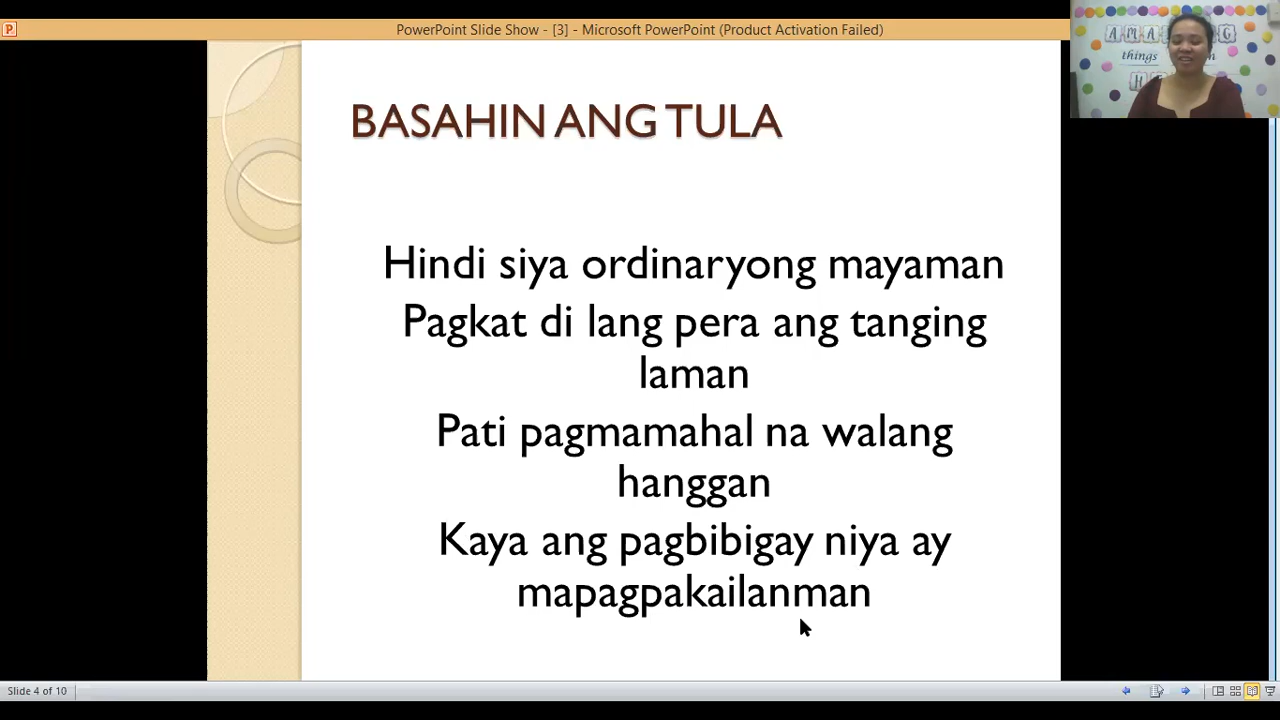 PowerPoint Slide Show - [3] - Microsoft PowerPoint (Product Activation Failed)
things
BASAHIN ANG TULA
Hindi siya ordinaryong mayaman
Pagkat di lang pera ang tanging
laman
Pati pagmamahal na walang
hanggan
Kaya ang pagbibigay niya ay
mapagpakailanman
Slide 4 of 10